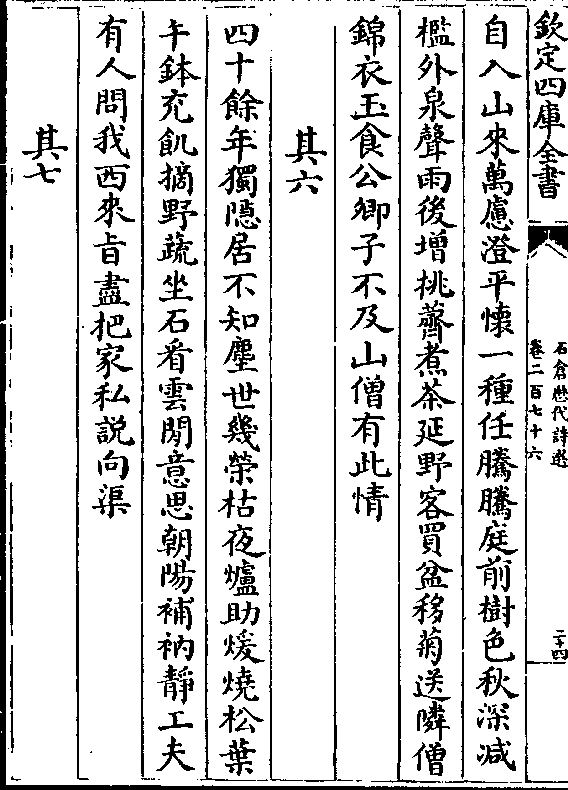 欽定四庫全書
石倉歷代詩選
卷二百七十六
二十四
自入山來萬慮澄平懷一種任騰騰庭前樹色秋深減
檻外泉聲雨後增桃薺煮茶延野客買盆移菊送隣僧
錦衣玉食公卿子不及山僧有此情
其六
四十餘年獨隱居不知塵世幾榮枯夜爐助煖燒松葉
午鉢充飢摘野蔬坐石看雲閒意思朝陽補衲靜工夫
有人問我西來旨盡把家私説向渠
其七